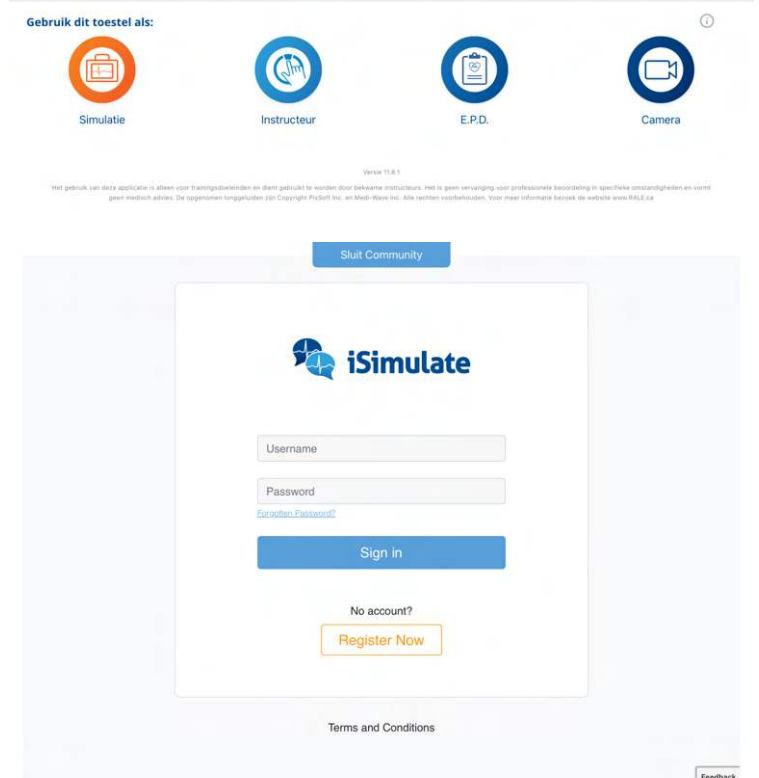 Gebruik dit toestel als:
Simulatie
Instructeur
E.P.D.
Camera
Versie 11.8.1
Het gebruik van deze applicatie is alleen voor trainingsdoeleinden en dient gebruikt te worden door bekwame instructeurs. Het is geen vervanging voor professionele beoordeling in specifieke omstandigheden en vormt
geen medisch advies. De opgenomen longgeluiden zijn Copyright PixSoft Inc. en Medi-Wave Inc. Alle rechten voorbehouden. Voor meer informatie bezoek de website www.RALE.ca
Sluit Community
iSimulate
Username
Password
Forgotten Password?
Sign in
No account?
Register Now
Terms and Conditions
Feedback